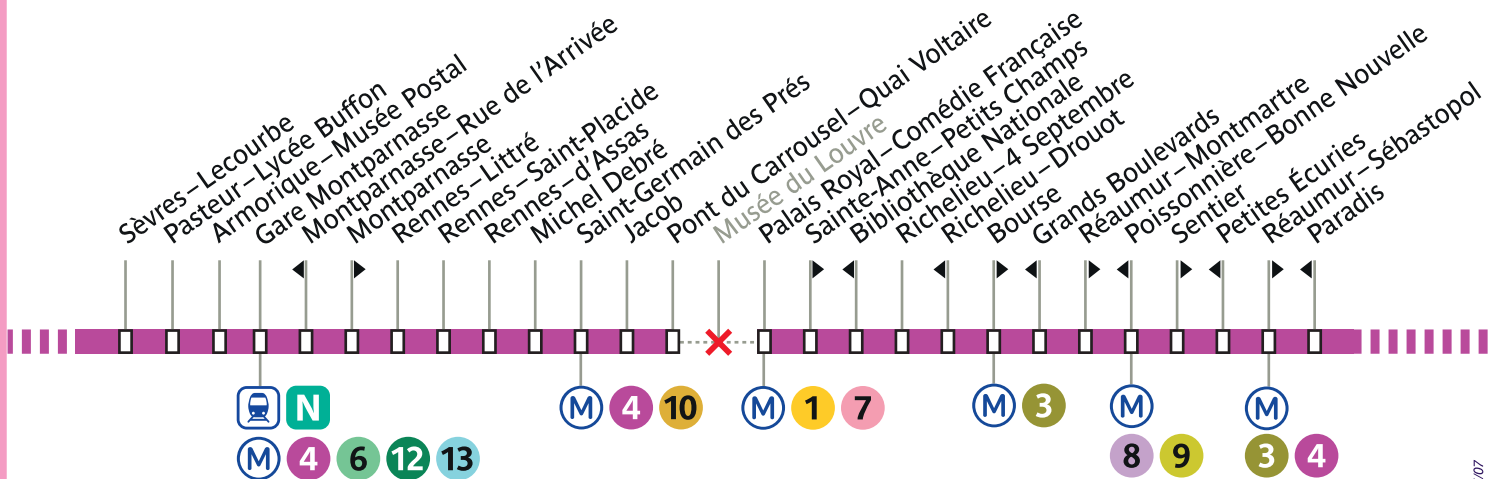 Sèvres–Lecourbe
Pasteur–Lycée Buffon
Armorique–Musée Postal
Gare Montparnasse
Montparnasse–Rue de l'Arrivée
Montparnasse
Rennes–Littré
Rennes–Saint-Placide
Rennes–d'Assas
Michel Debré
Saint-Germain des Prés
Jacob
Pont du Carrousel–Quai Voltaire
Musée du Louvre
Palais Royal–Comédie Française
Sainte-Anne–Petits Champs
Bibliothèque Nationale
Richelieu–4 Septembre
Richelieu–Drouot
Bourse
Grands Boulevards
Réaumur–Montmartre
Poissonnière–Bonne Nouvelle
Sentier
Petites Écuries
Réaumur–Sébastopol
Paradis
N
M 4 6 12 13
M 4 10
M 1 7
M 3
M
8 9
M
3 4
/07